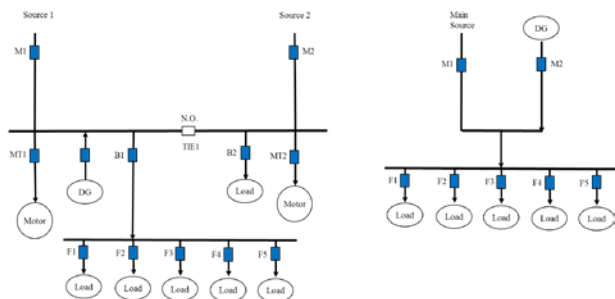 Source 1
Source 2
M1
M2
N.O.
TIE1
MT1
B1
B2
MT2
DG
Load
Motor
Motor
F1
F2
F3
F4
F5
Load
Load
Load
Load
Load
Main
Source
DG
M1
M2
F1
F2
F3
F4
F5
Load
Load
Load
Load
Load